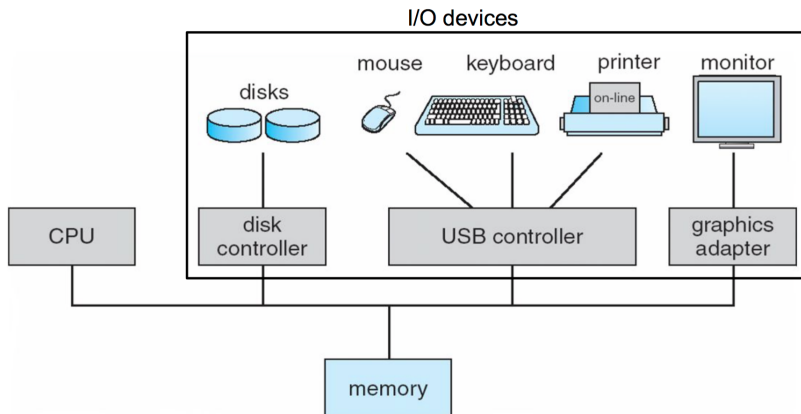 I/O devices
mouse
keyboard
printer
monitor
disks
on-line
CPU
disk
controller
USB controller
graphics
adapter
memory